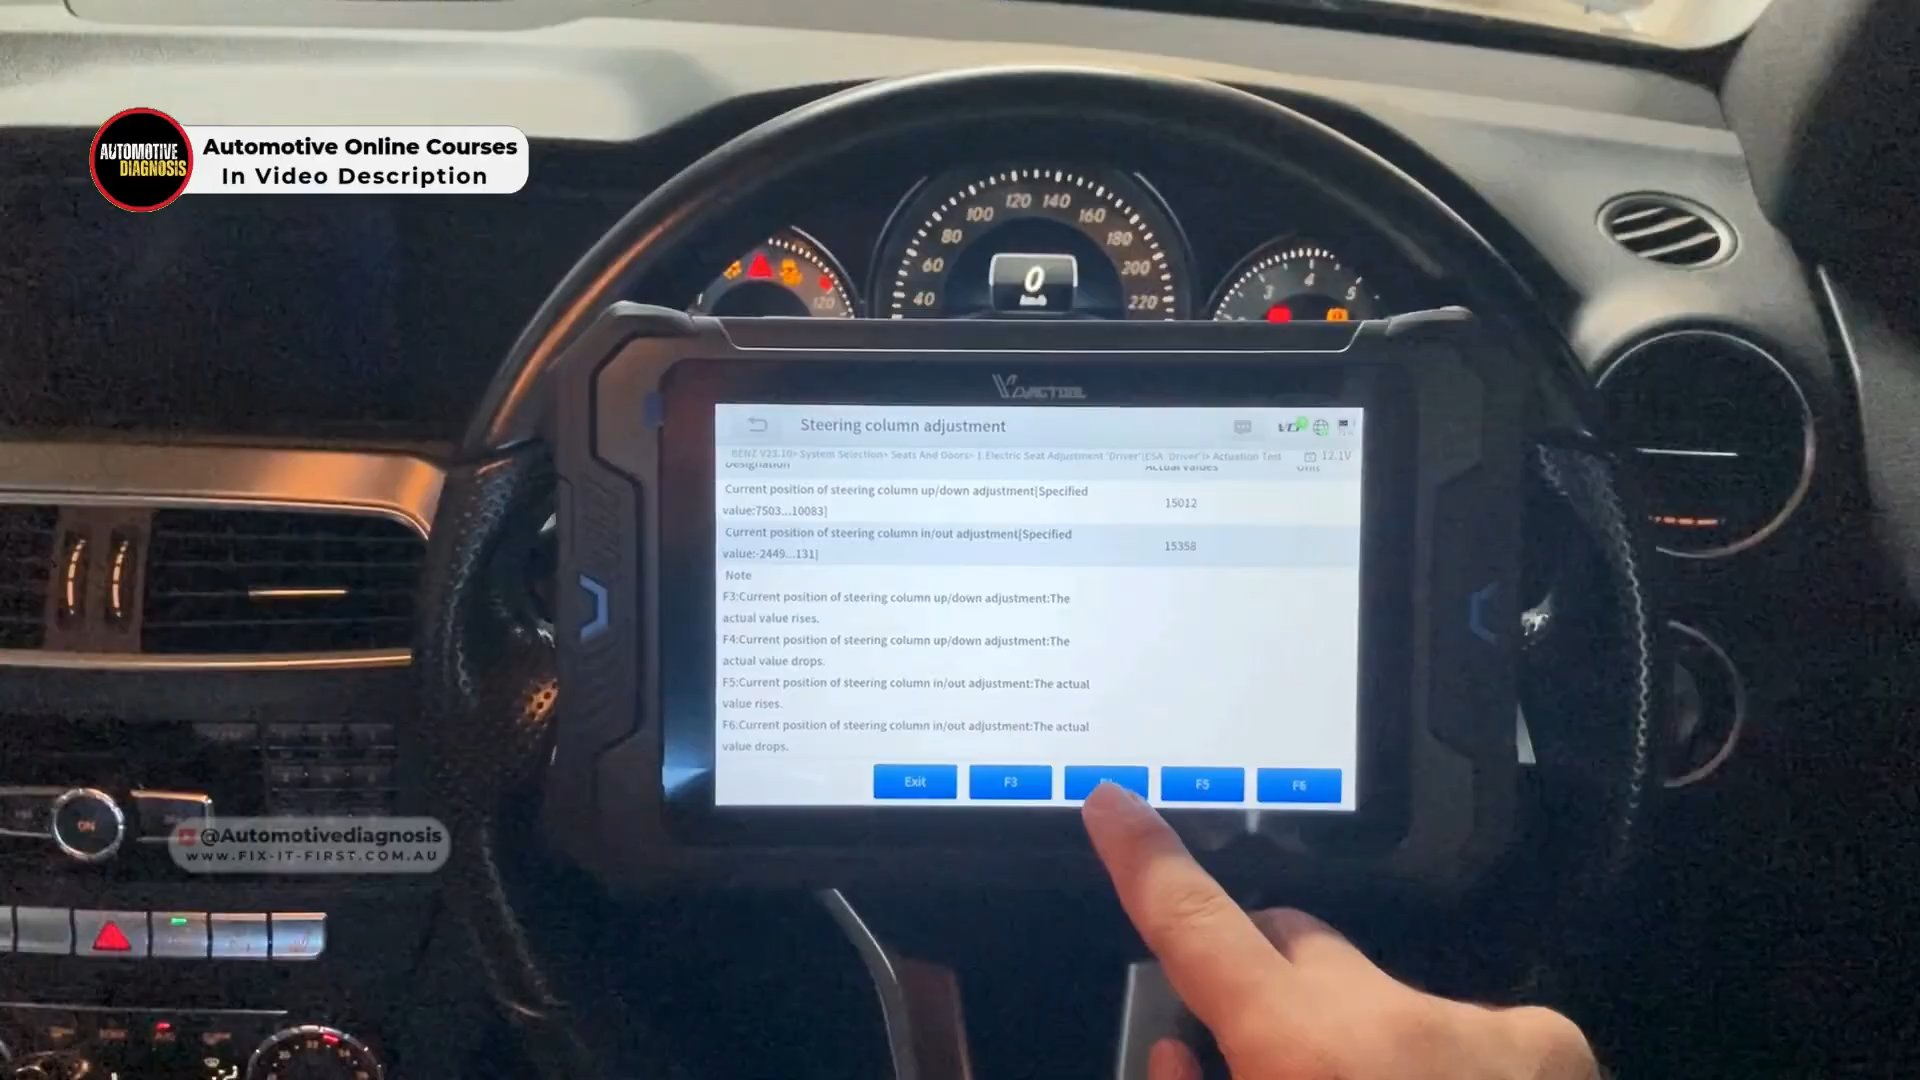 AUTOMOTIVE
DIAGNOSIS
Automotive Online Courses
In Video Description
80
100
120
140
160
180
60
200
40
220
0
km/h
120
3
4
5
VDACTOOL
Steering column adjustment
VCI
BENZ V23.10> System Selection> Seats And Doors> 1.Electric Seat Adjustment 'Driver'(ESA Driver)> Actuation Test
12.1V
Designation
Actual values
Unit
Current position of steering column up/down adjustment[Specified
value:7503...10083]
15012
Current position of steering column in/out adjustment[Specified
value:-2449...131]
15358
Note
F3:Current position of steering column up/down adjustment:The
actual value rises.
F4:Current position of steering column up/down adjustment:The
actual value drops.
F5:Current position of steering column in/out adjustment:The actual
value rises.
F6:Current position of steering column in/out adjustment:The actual
value drops.
Exit
F3
F5
F6
ON
@Automotivediagnosis
WWW.FIX-IT-FIRST.COM.AU